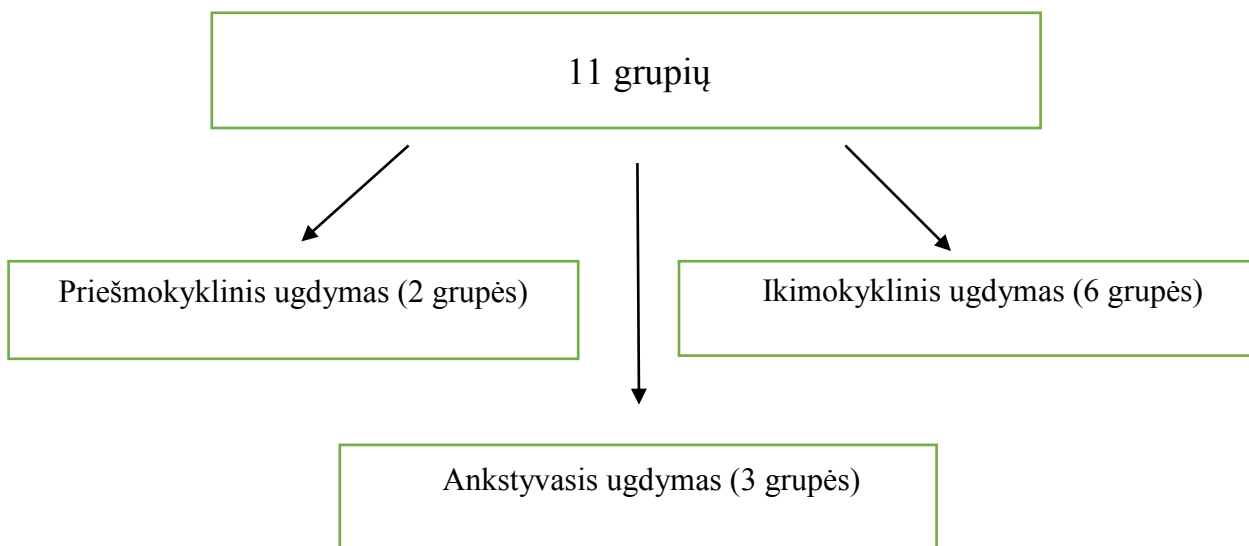 11 grupių
Priešmokyklinis ugdymas (2 grupės)
Ikimokyklinis ugdymas (6 grupės)
Ankstyvasis ugdymas (3 grupės)